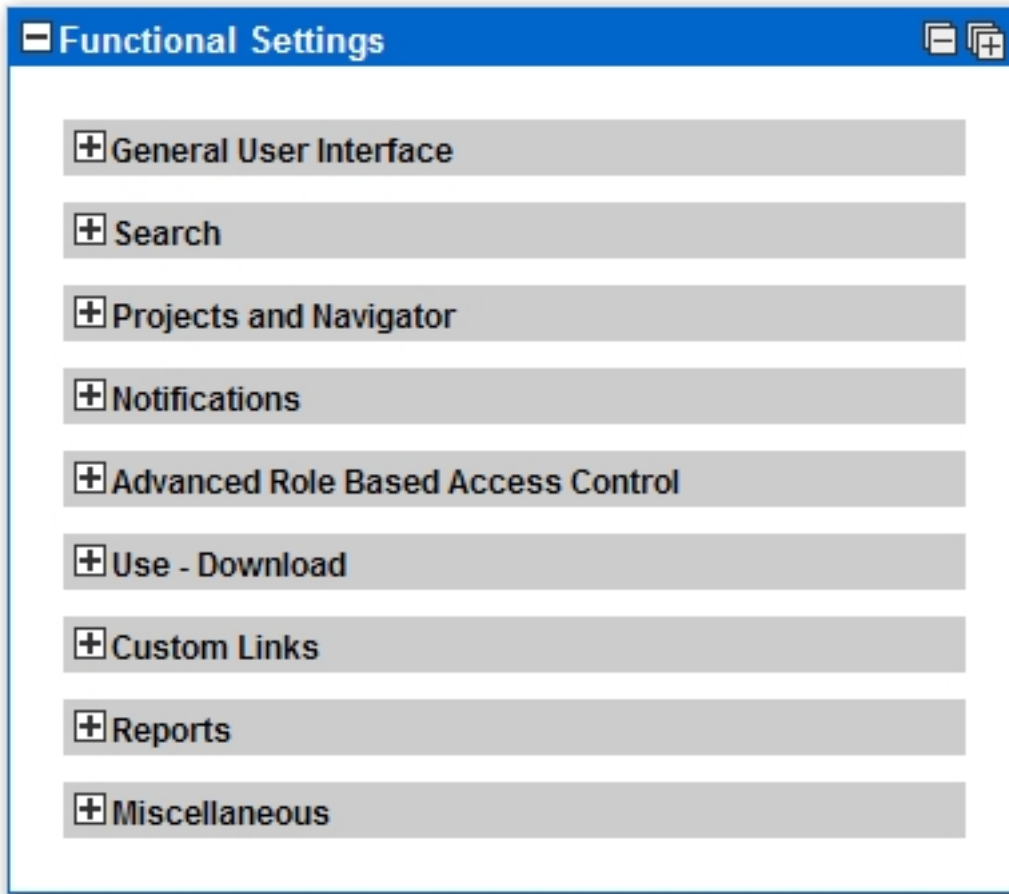 Functional Settings
General User Interface
Search
Projects and Navigator
Notifications
Advanced Role Based Access Control
Use - Download
Custom Links
Reports
Miscellaneous